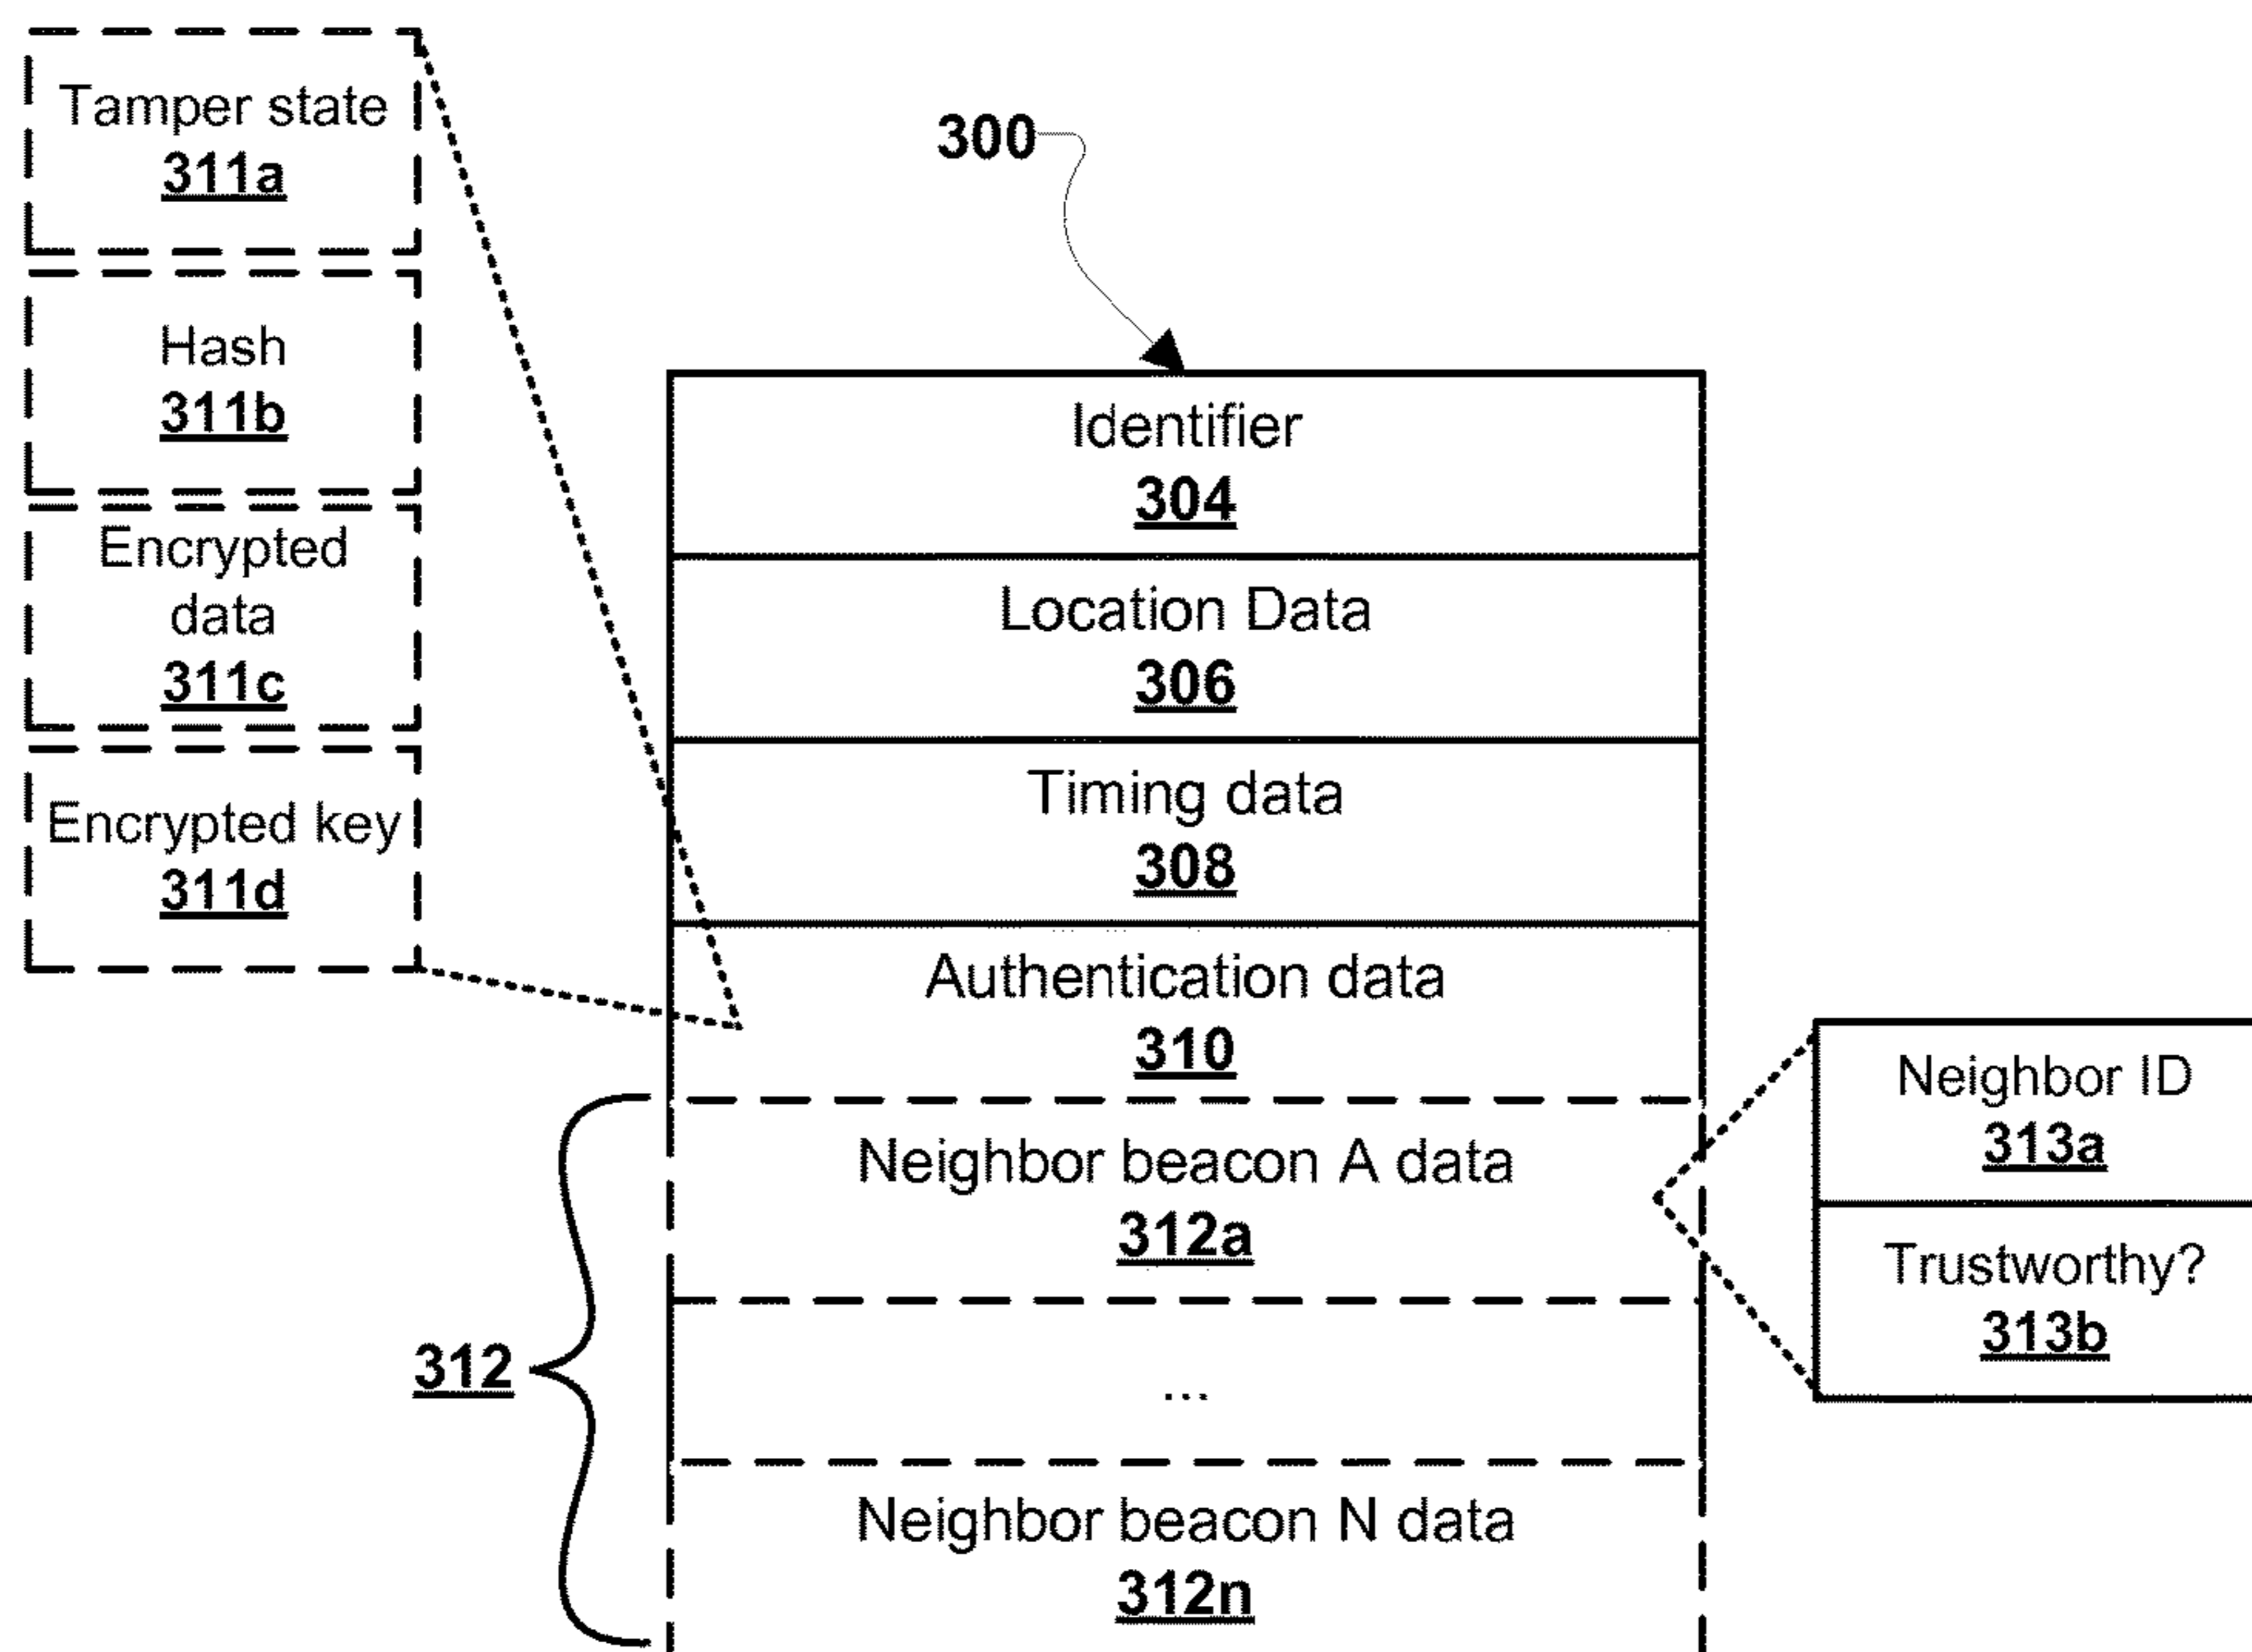 Tamper state
311a
Hash
311b
Encrypted
data
311c
Encrypted key
311d
300
Identifier
304
Location Data
306
Timing data
308
Authentication data
310
312
Neighbor beacon A data
312a
...
Neighbor beacon N data
312n
Neighbor ID
313a
Trustworthy?
313b